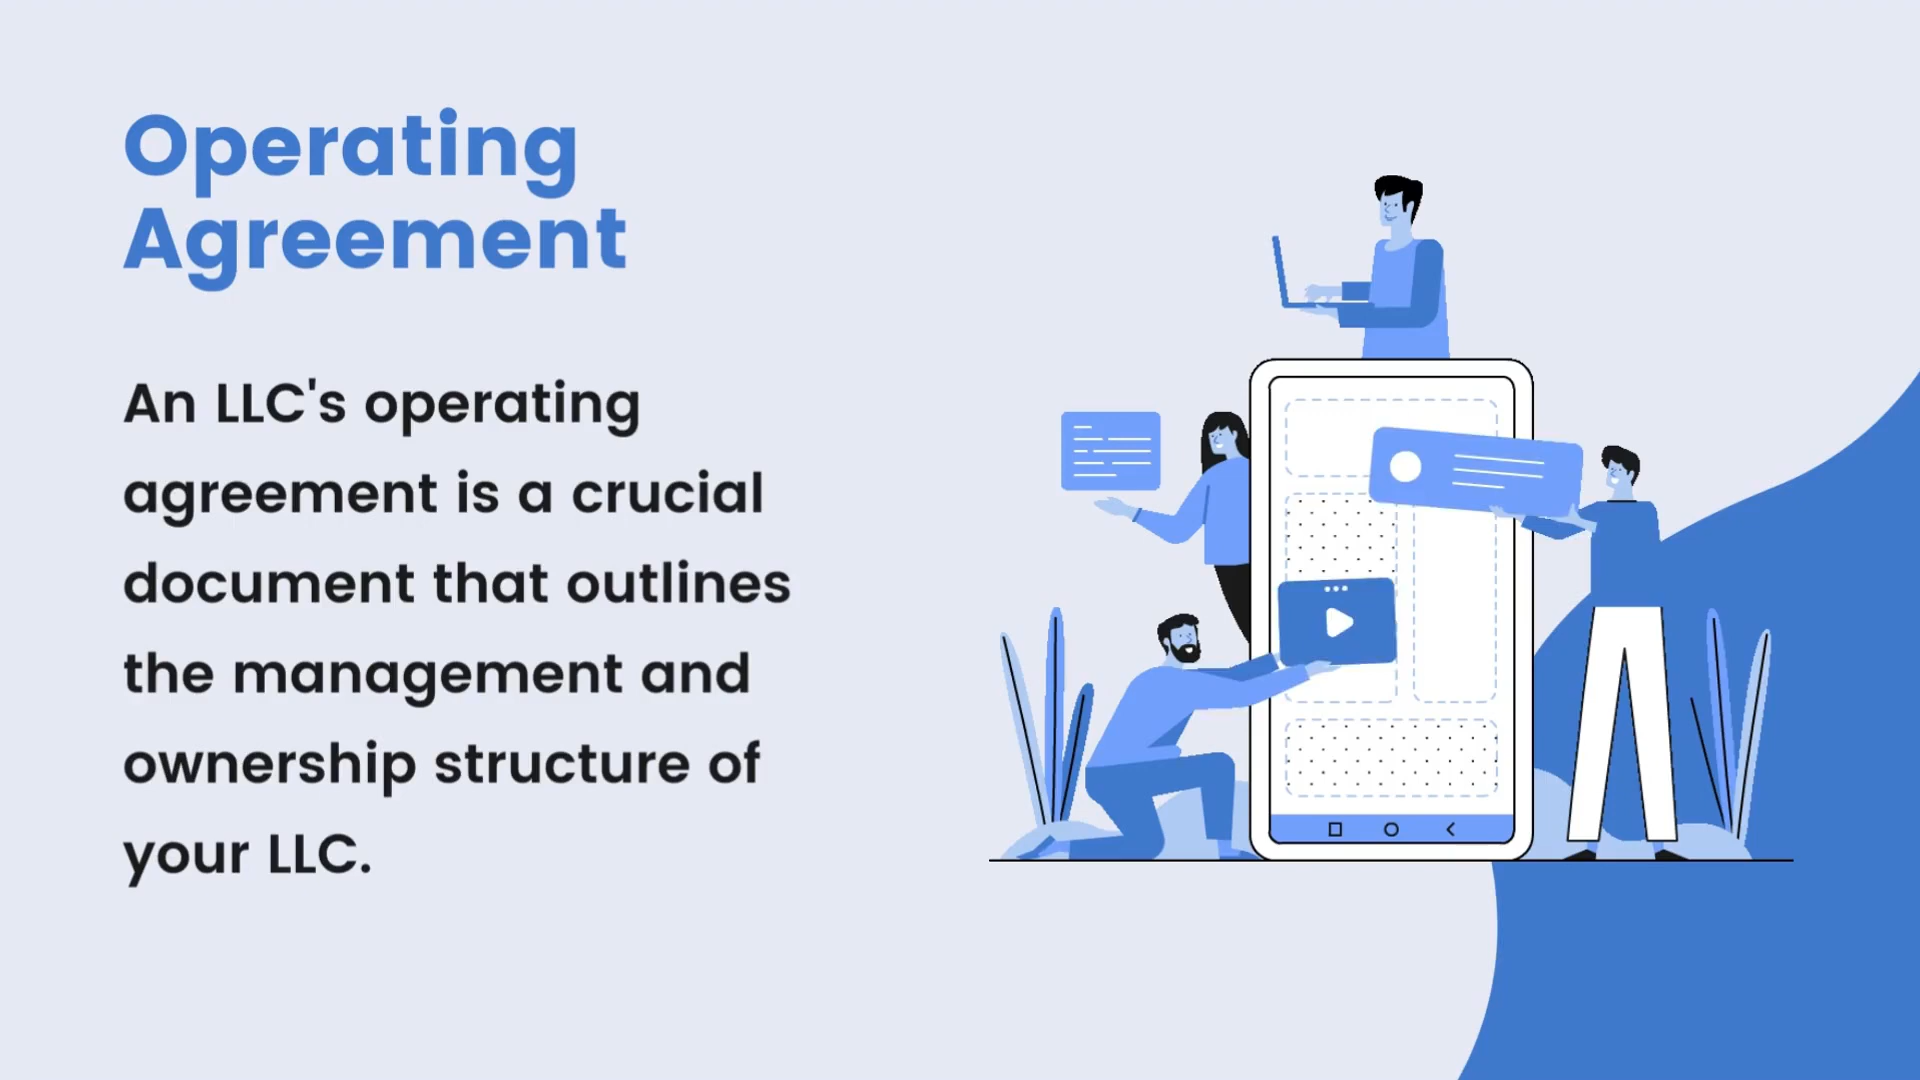 Operating
Agreement
An LLC's operating
agreement is a crucial
document that outlines
the management and
ownership structure of
your LLC.